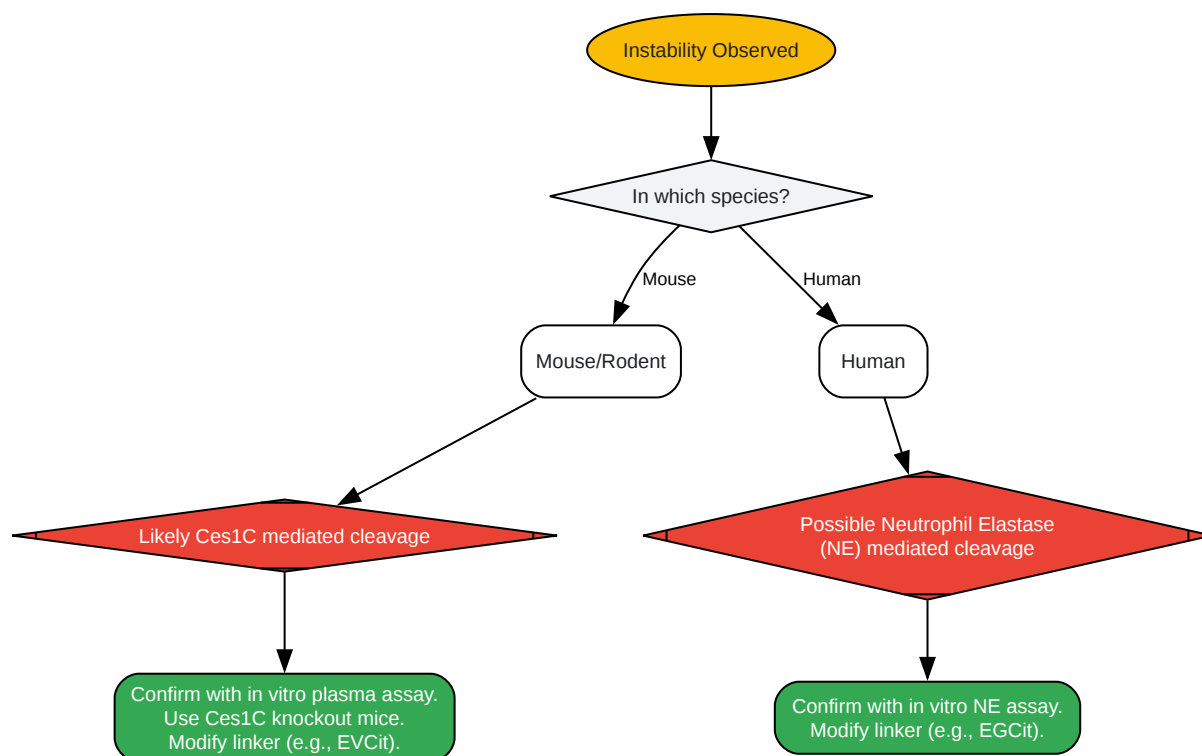 Instability Observed
In which species?
Mouse
Human
Mouse/Rodent
Human
Likely Ces1C mediated cleavage
Possible Neutrophil Elastase
(NE) mediated cleavage
Confirm with in vitro plasma assay.
Use Ces1C knockout mice.
Modify linker (e.g., EVCit).
Confirm with in vitro NE assay.
Modify linker (e.g., EGCit).